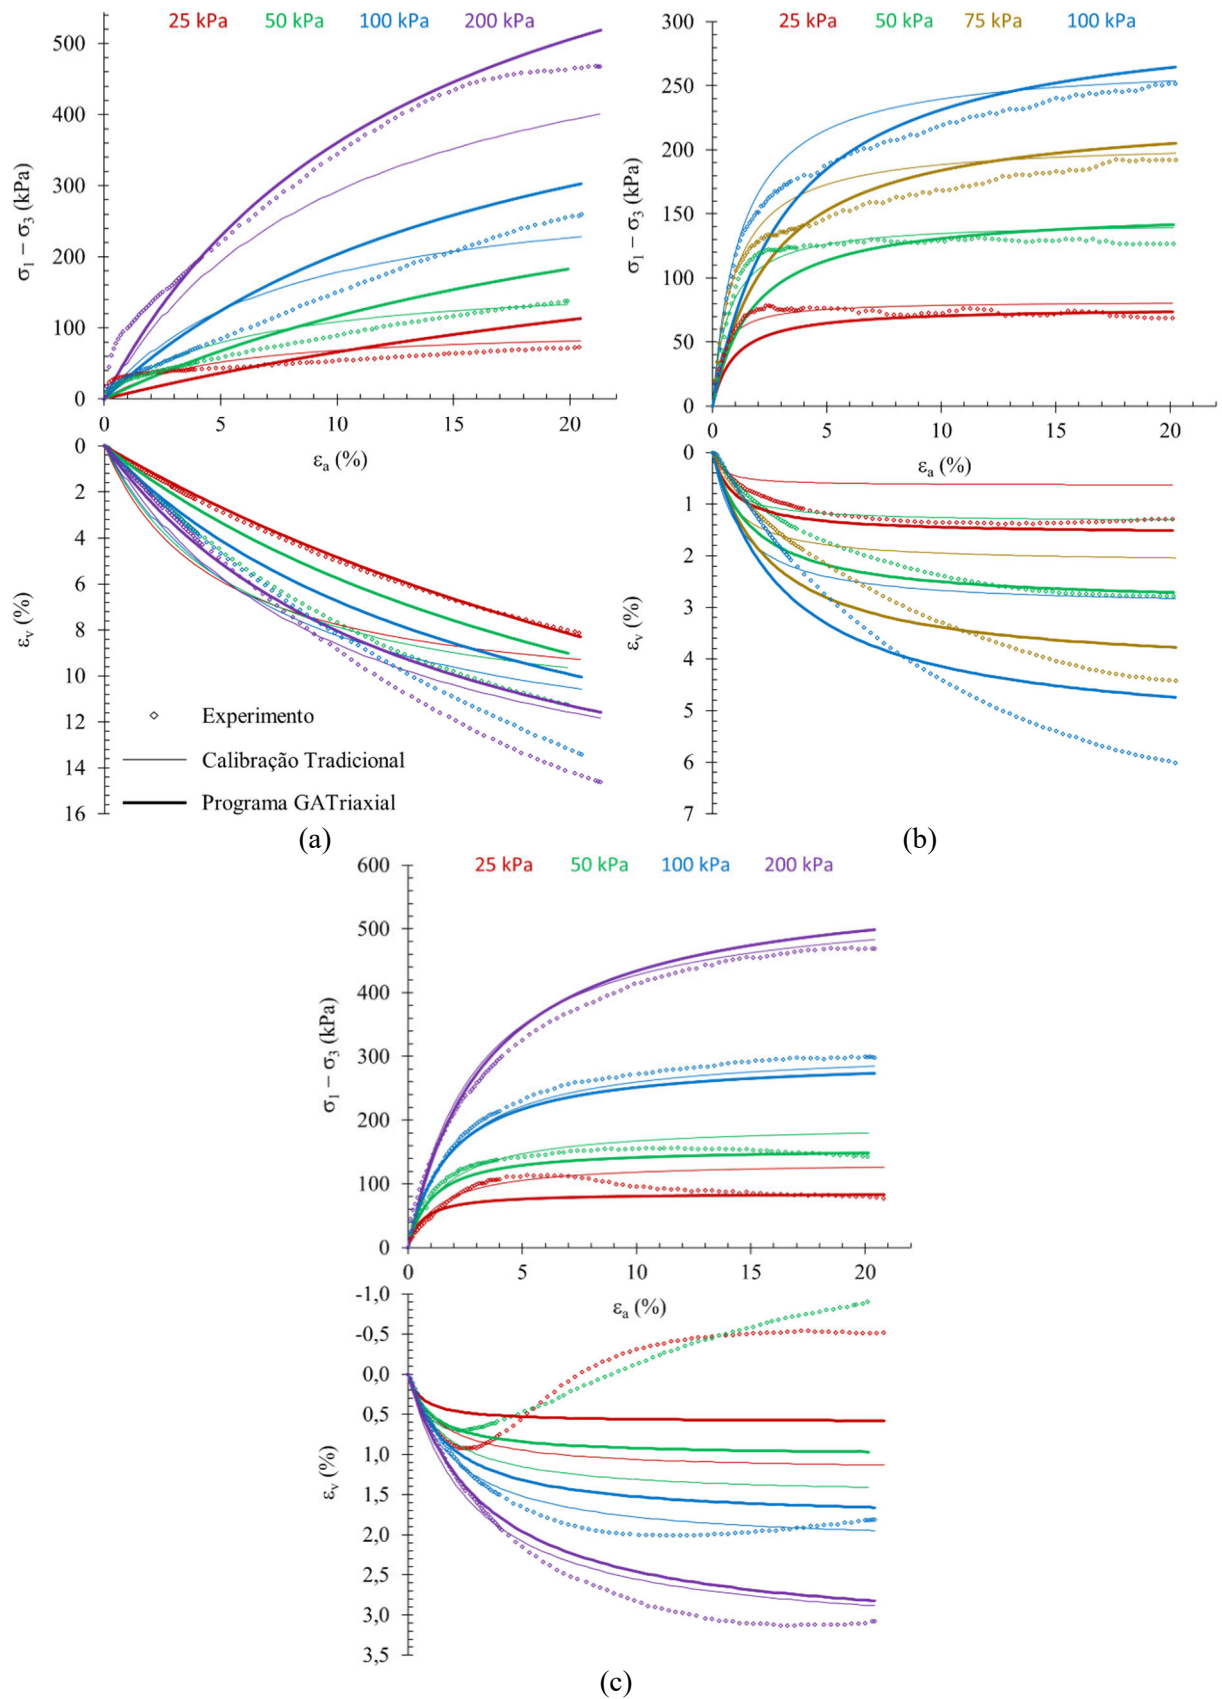 25 kPa 50 kPa 100 kPa 200 kPa
500
400
300
200
100
0
σ₁ – σ₃ (kPa)
0 5 10 15 20
εₐ (%)
0
2
4
6
8
10
12
14
16
εᵥ (%)
Experimento
Calibração Tradicional
Programa GATriaxial
(a)
25 kPa 50 kPa 75 kPa 100 kPa
300
250
200
150
100
50
0
σ₁ – σ₃ (kPa)
0 5 10 15 20
εₐ (%)
0
1
2
3
4
5
6
7
εᵥ (%)
(b)
25 kPa 50 kPa 100 kPa 200 kPa
600
500
400
300
200
100
0
σ₁ – σ₃ (kPa)
0 5 10 15 20
εₐ (%)
-1,0
-0,5
0,0
0,5
1,0
1,5
2,0
2,5
3,0
3,5
εᵥ (%)
(c)